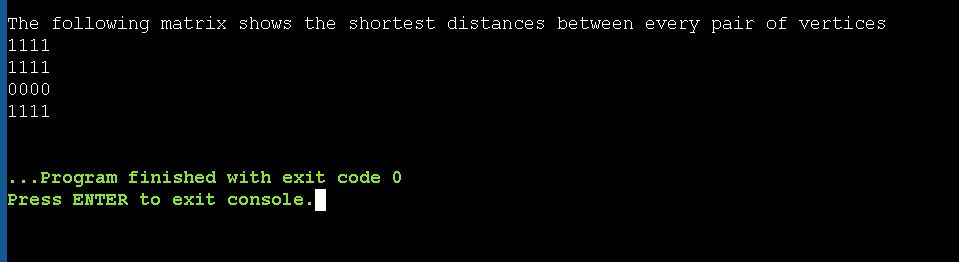 The following matrix shows the shortest distances between every pair of vertices
1111
1111
0000
1111
...Program finished with exit code 0
Press ENTER to exit console.